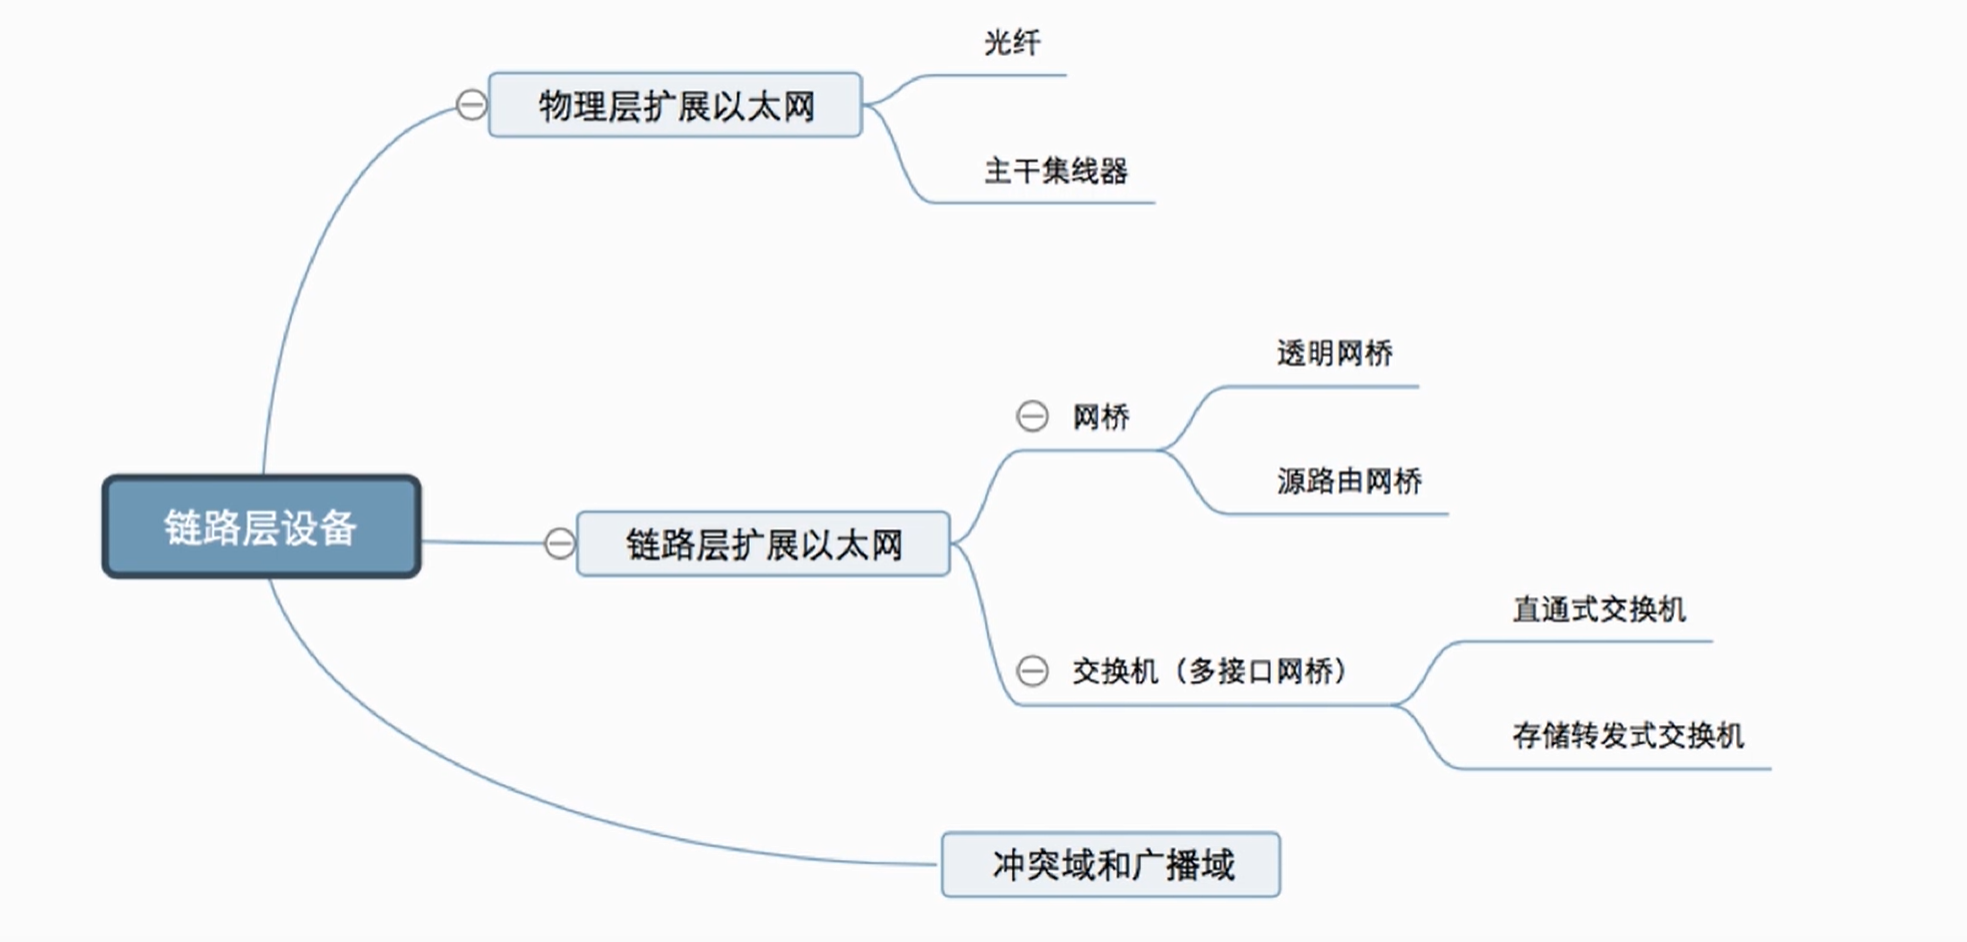 光纤
物理层扩展以太网
主干集线器
透明网桥
网桥
源路由网桥
链路层设备
链路层扩展以太网
直通式交换机
交换机（多接口网桥）
存储转发式交换机
冲突域和广播域